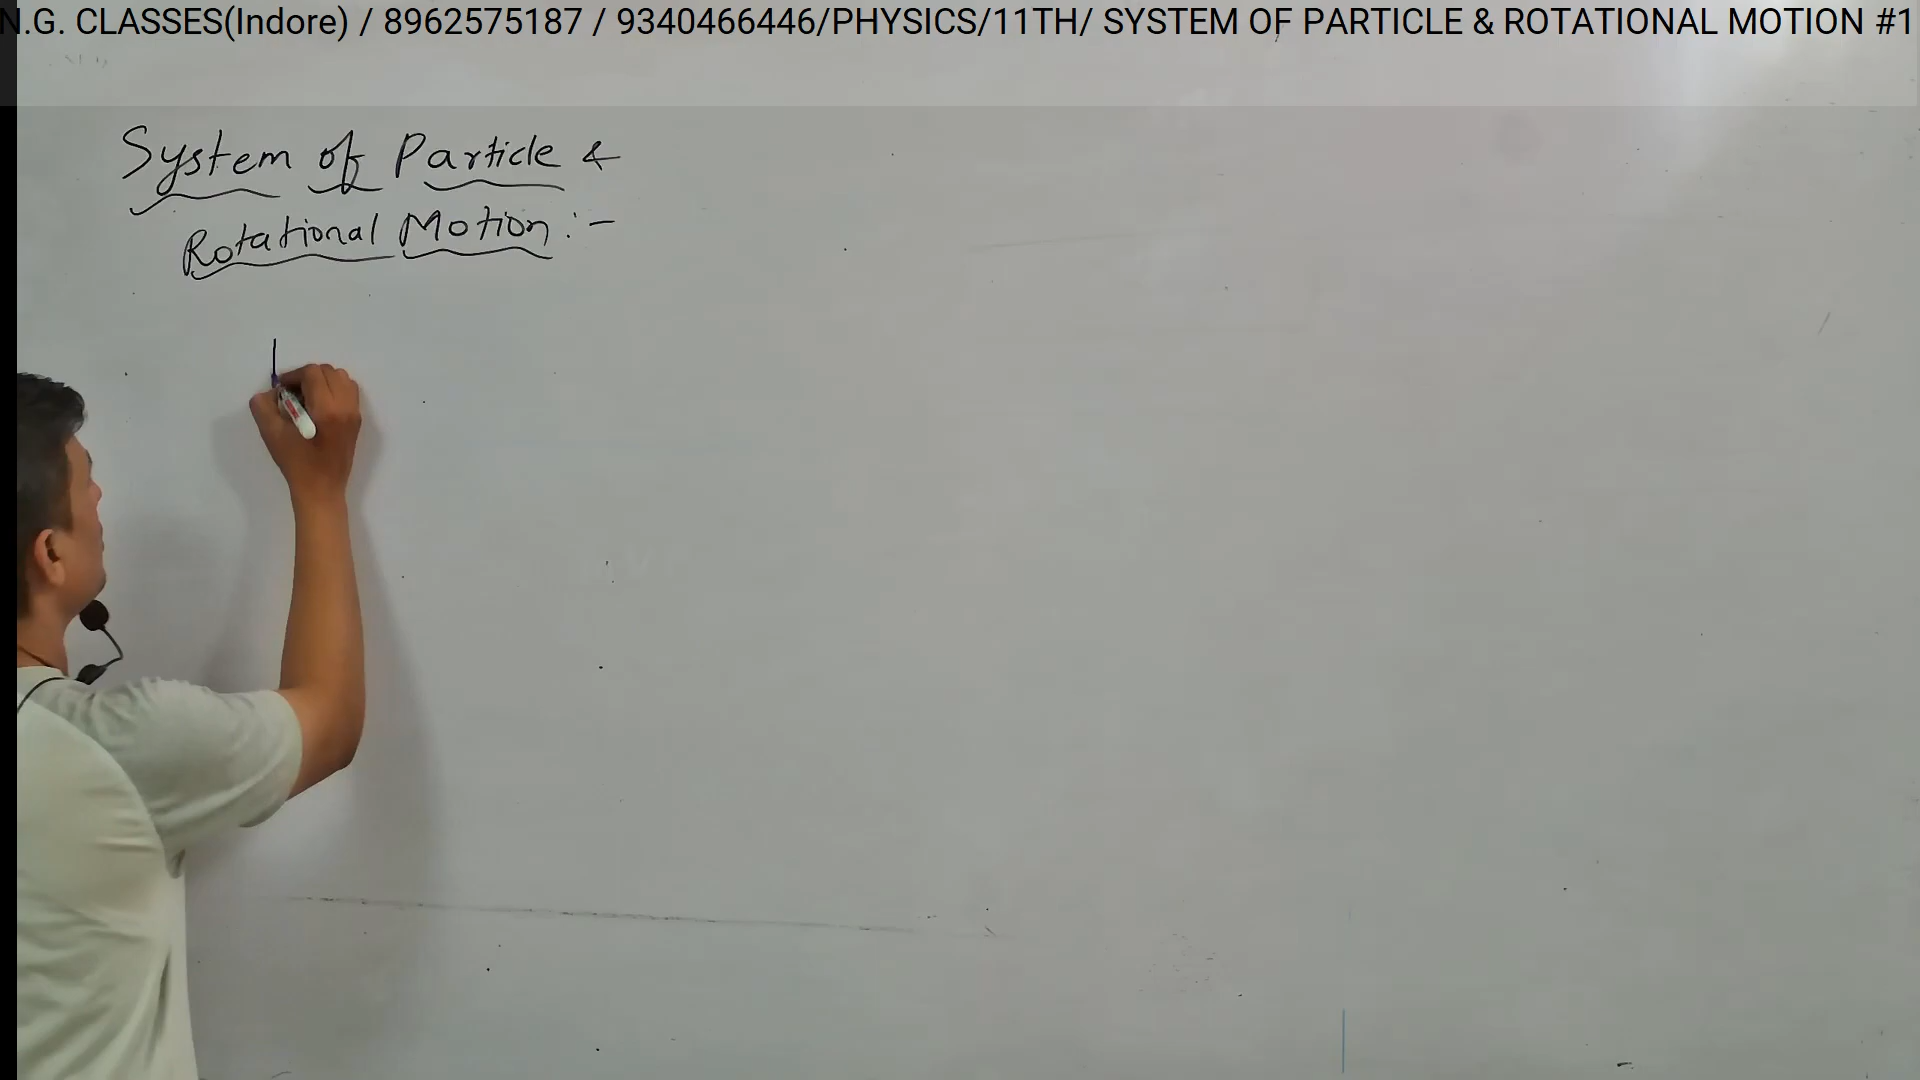 N.G. CLASSES(Indore) / 8962575187 / 9340466446/PHYSICS/11TH/ SYSTEM OF PARTICLE & ROTATIONAL MOTION #1
System of Particle &
Rotational Motion :-